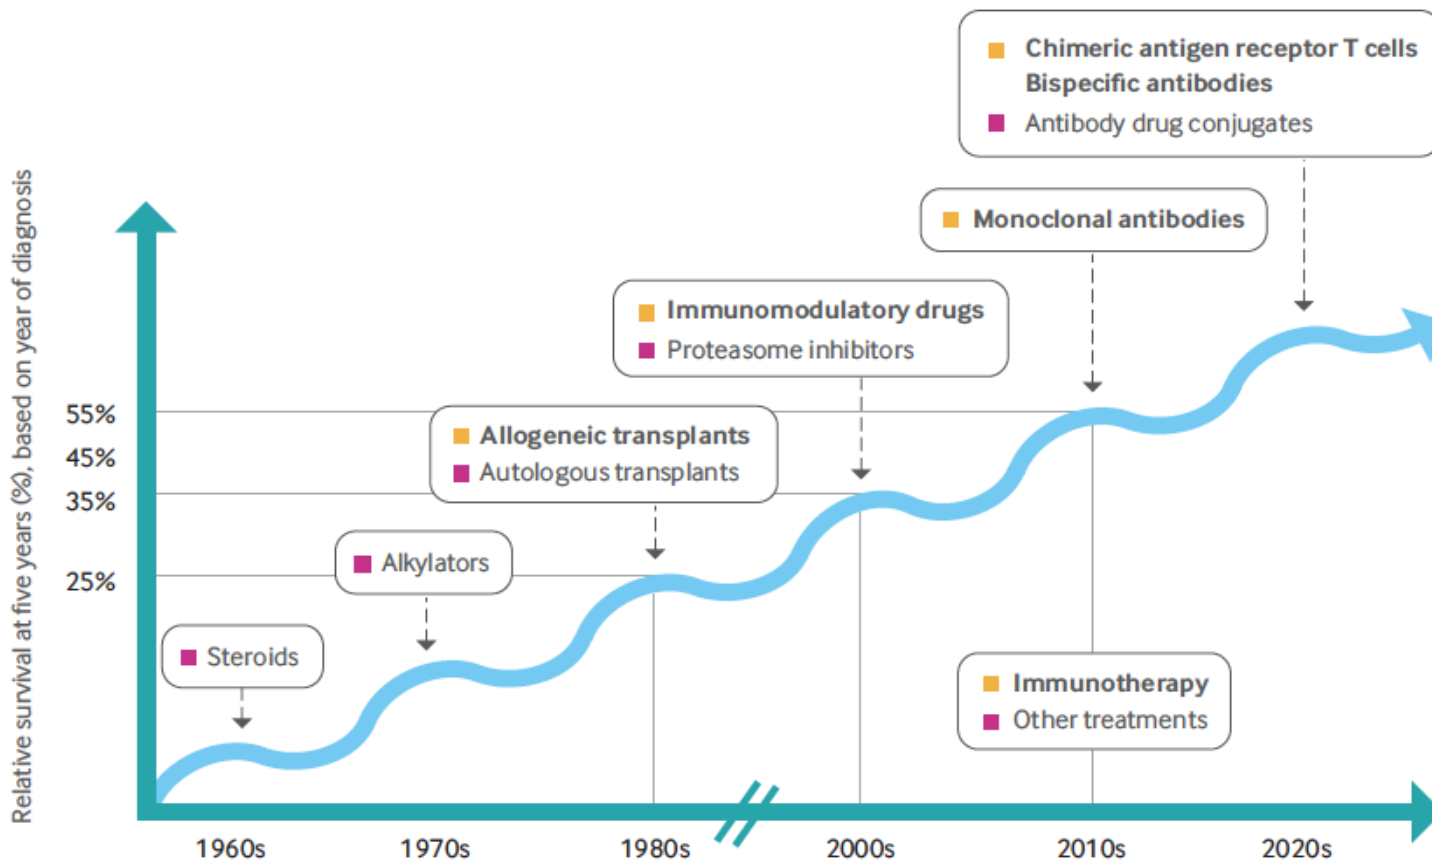 Chimeric antigen receptor T cells
Bispecific antibodies
Antibody drug conjugates
Monoclonal antibodies
Immunomodulatory drugs
Proteasome inhibitors
Allogeneic transplants
Autologous transplants
Alkylators
Steroids
Immunotherapy
Other treatments
Relative survival at five years (%), based on year of diagnosis
55%
45%
35%
25%
1960s
1970s
1980s
2000s
2010s
2020s